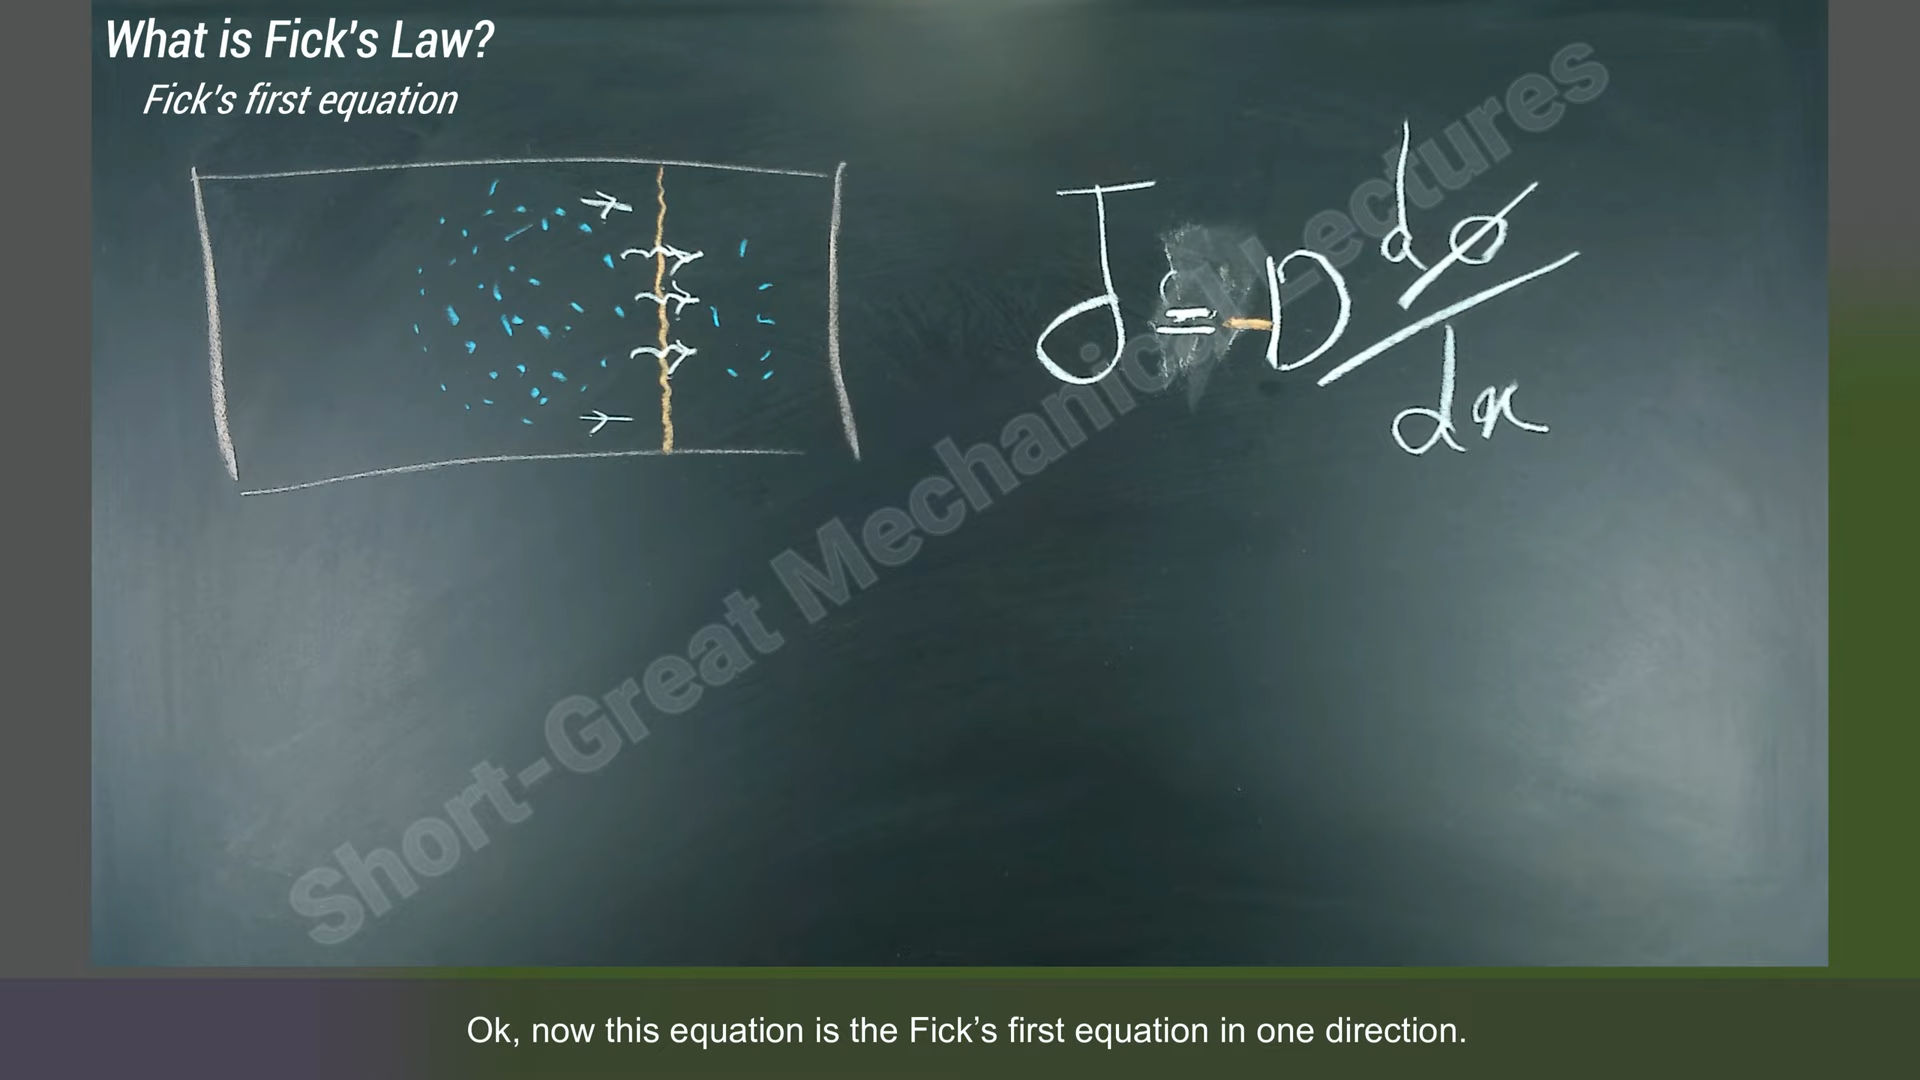 What is Fick's Law?
Fick's first equation
J = -D dφ/dx
Short-Great Mechanical Lectures
Ok, now this equation is the Fick’s first equation in one direction.